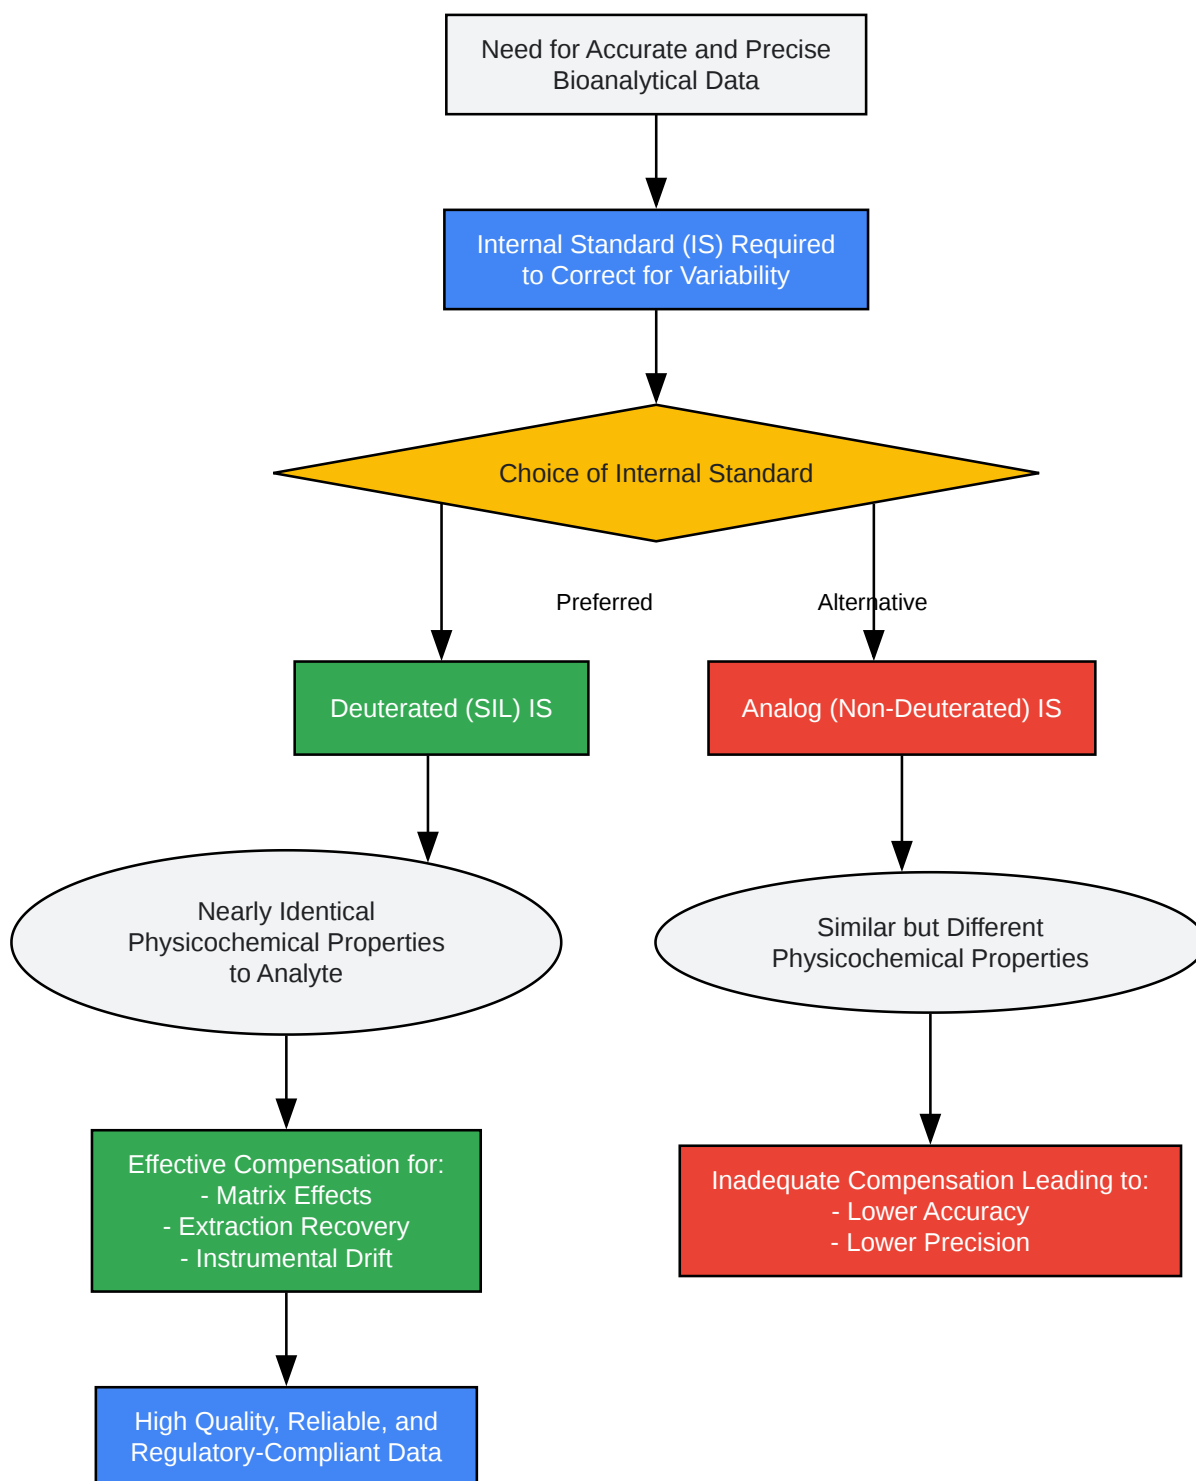 Need for Accurate and Precise
Bioanalytical Data
Internal Standard (IS) Required
to Correct for Variability
Choice of Internal Standard
Preferred
Alternative
Deuterated (SIL) IS
Analog (Non-Deuterated) IS
Nearly Identical
Physicochemical Properties
to Analyte
Similar but Different
Physicochemical Properties
Effective Compensation for:
- Matrix Effects
- Extraction Recovery
- Instrumental Drift
Inadequate Compensation Leading to:
- Lower Accuracy
- Lower Precision
High Quality, Reliable, and
Regulatory-Compliant Data